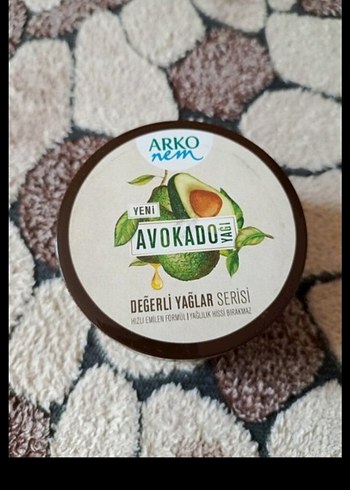 ARKO
nem
YENİ
AVOKADO YAĞI
DEĞERLİ YAĞLAR SERİSİ
HIZLI EMİLEN FORMÜL | YAĞLILIK HİSSİ BIRAKMAZ